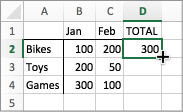 A B C D
1 Jan Feb TOTAL
2 Bikes 100 200 300
3 Toys 200 50
4 Games 300 100